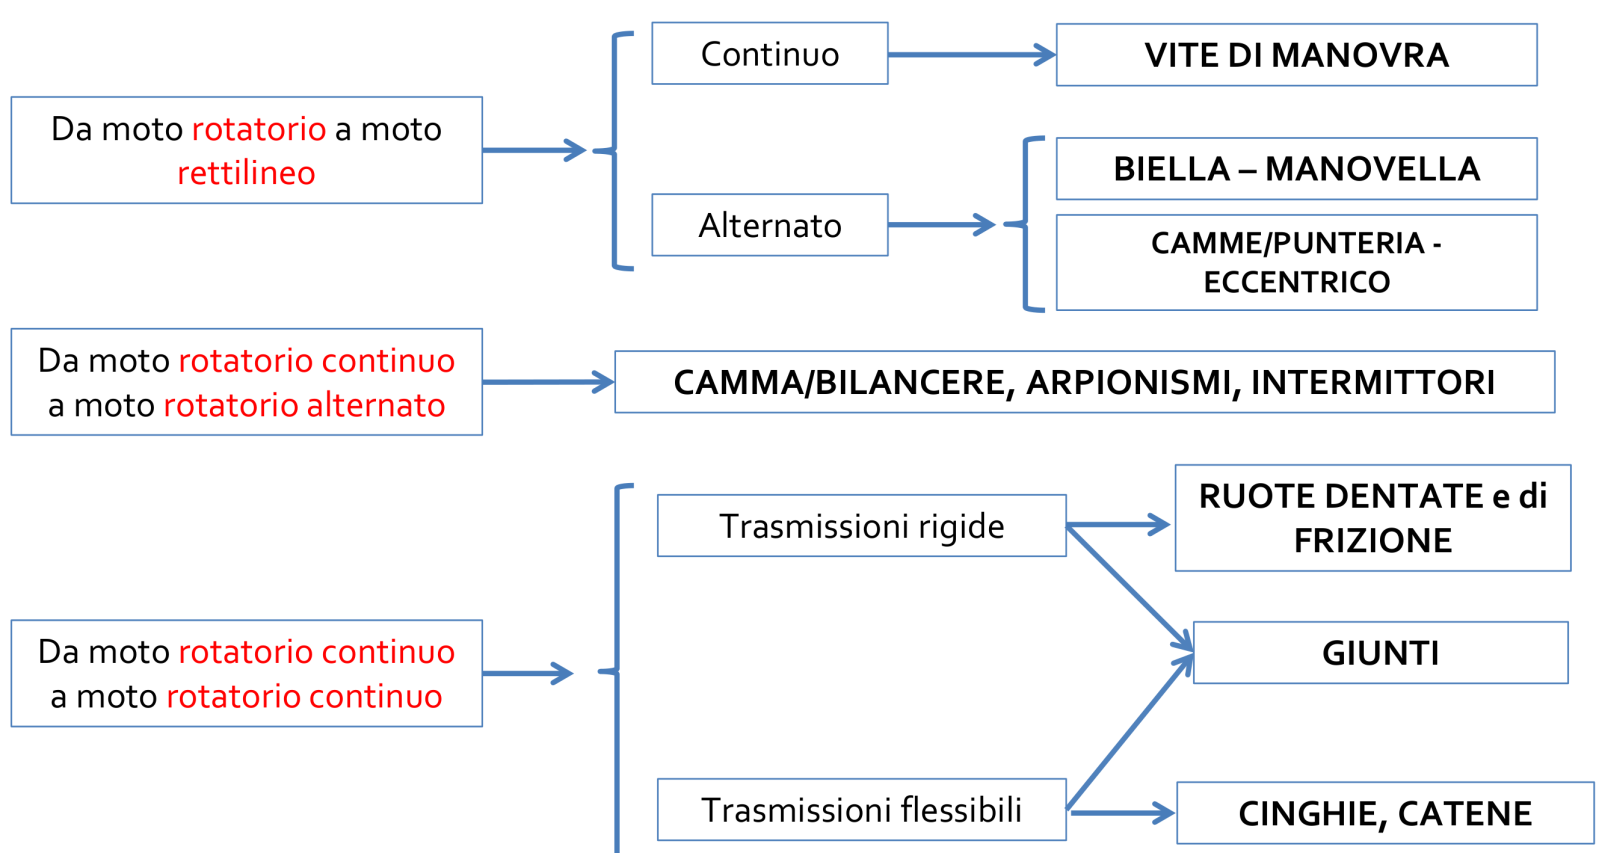 Continuo
VITE DI MANOVRA
Da moto rotatorio a moto
rettilineo
BIELLA – MANOVELLA
Alternato
CAMME/PUNTERIA -
ECCENTRICO
Da moto rotatorio continuo
a moto rotatorio alternato
CAMMA/BILANCERE, ARPIONISMI, INTERMITTORI
Trasmissioni rigide
RUOTE DENTATE e di
FRIZIONE
Da moto rotatorio continuo
a moto rotatorio continuo
GIUNTI
Trasmissioni flessibili
CINGHIE, CATENE